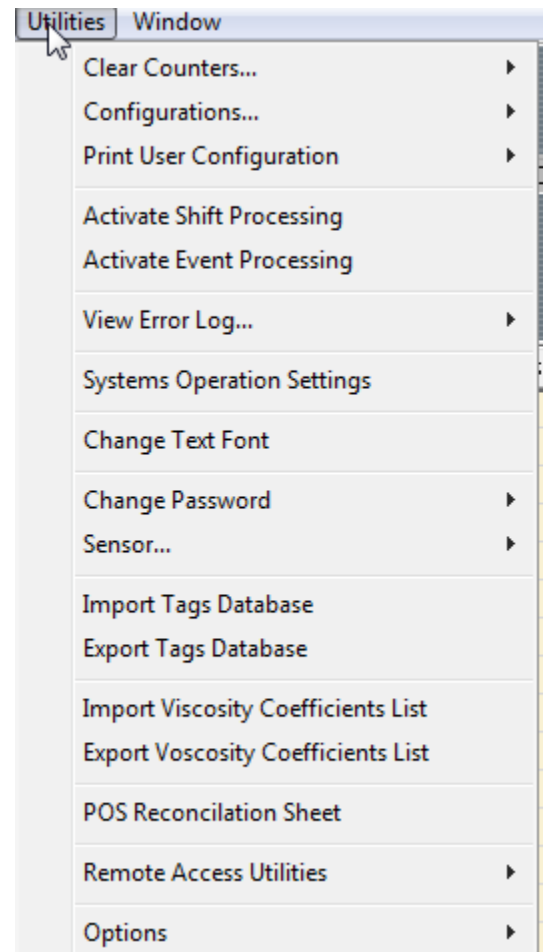 Utilities Window
Clear Counters...
Configurations...
Print User Configuration
Activate Shift Processing
Activate Event Processing
View Error Log...
Systems Operation Settings
Change Text Font
Change Password
Sensor...
Import Tags Database
Export Tags Database
Import Viscosity Coefficients List
Export Voscosity Coefficients List
POS Reconcilation Sheet
Remote Access Utilities
Options